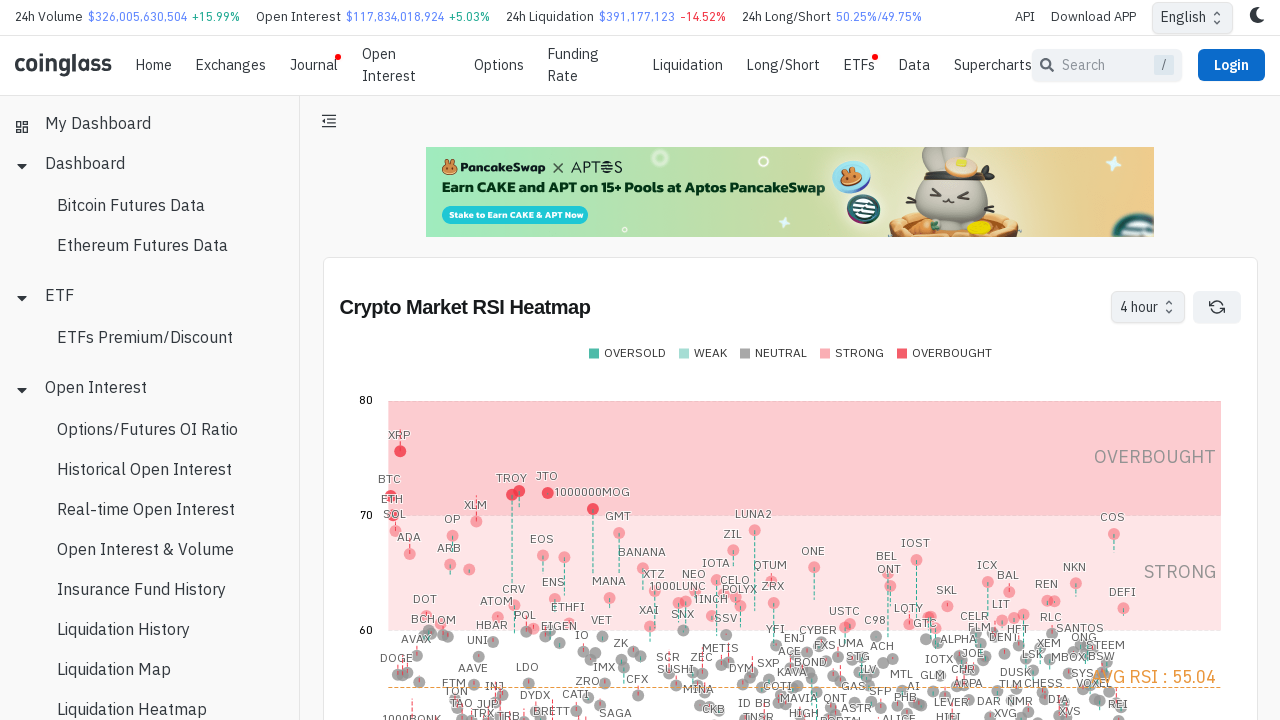 24h Volume $326,005,630,504 +15.99% Open Interest $117,834,018,924 +5.03% 24h Liquidation $391,177,123 -14.52% 24h Long/Short 50.25%/49.75% API Download APP English
coinglass Home Exchanges Journal Open Interest Options Funding Rate Liquidation Long/Short ETFs Data Supercharts Search / Login
My Dashboard
Dashboard
Bitcoin Futures Data
Ethereum Futures Data
ETF
ETFs Premium/Discount
Open Interest
Options/Futures OI Ratio
Historical Open Interest
Real-time Open Interest
Open Interest & Volume
Insurance Fund History
Liquidation History
Liquidation Map
Liquidation Heatmap
PancakeSwap × APTOS
Earn CAKE and APT on 15+ Pools at Aptos PancakeSwap
Stake to Earn CAKE & APT Now
Crypto Market RSI Heatmap 4 hour
OVERSOLD WEAK NEUTRAL STRONG OVERBOUGHT
80
XRP
OVERBOUGHT
BTC TROY JTO
ETH 1000000MOG
XLM
70 SOL OP GMT LUNA2 COS
ADA ZIL
ARB EOS BANANA IOTA ONE IOST
BEL
ONT QTUM ICX NKN
STRONG
XTZ NEO BAL
ENS MANA 1000LUNC CELO ZRX REN
CRV POLYX SKL DEFI
DOT ATOM 1INCH LIT
ETHFI XAI SNX SSV USTC LQTY
BCH HBAR POL VET CELR RLC
60 EIGEN YFI CYBER GTC HFT SANTOS
AVAX UNI IO ZK ENJ FXS UMA ACH ALPHA XEM
METIS ACE C98 STEEM
DOGE AAVE LDO IMX SCR ZEC SXP BOND STG IOTX JOE LSK BSW
SUSHI DYM KAVA ILV CHR DUSK SYS
FTM INJ ZRO CFX COTI GAS MTL GLM ARPA TLM CHESS AVG RSI : 55.04
TON DYDX CATI MINA MAVIA QNT SFP PHB AI DAR NMR DIA REI
TAO JUP BRETT SAGA CKB ID BB HIGH ASTR LEVER XVG XVS
1000BONK TRB ALICE